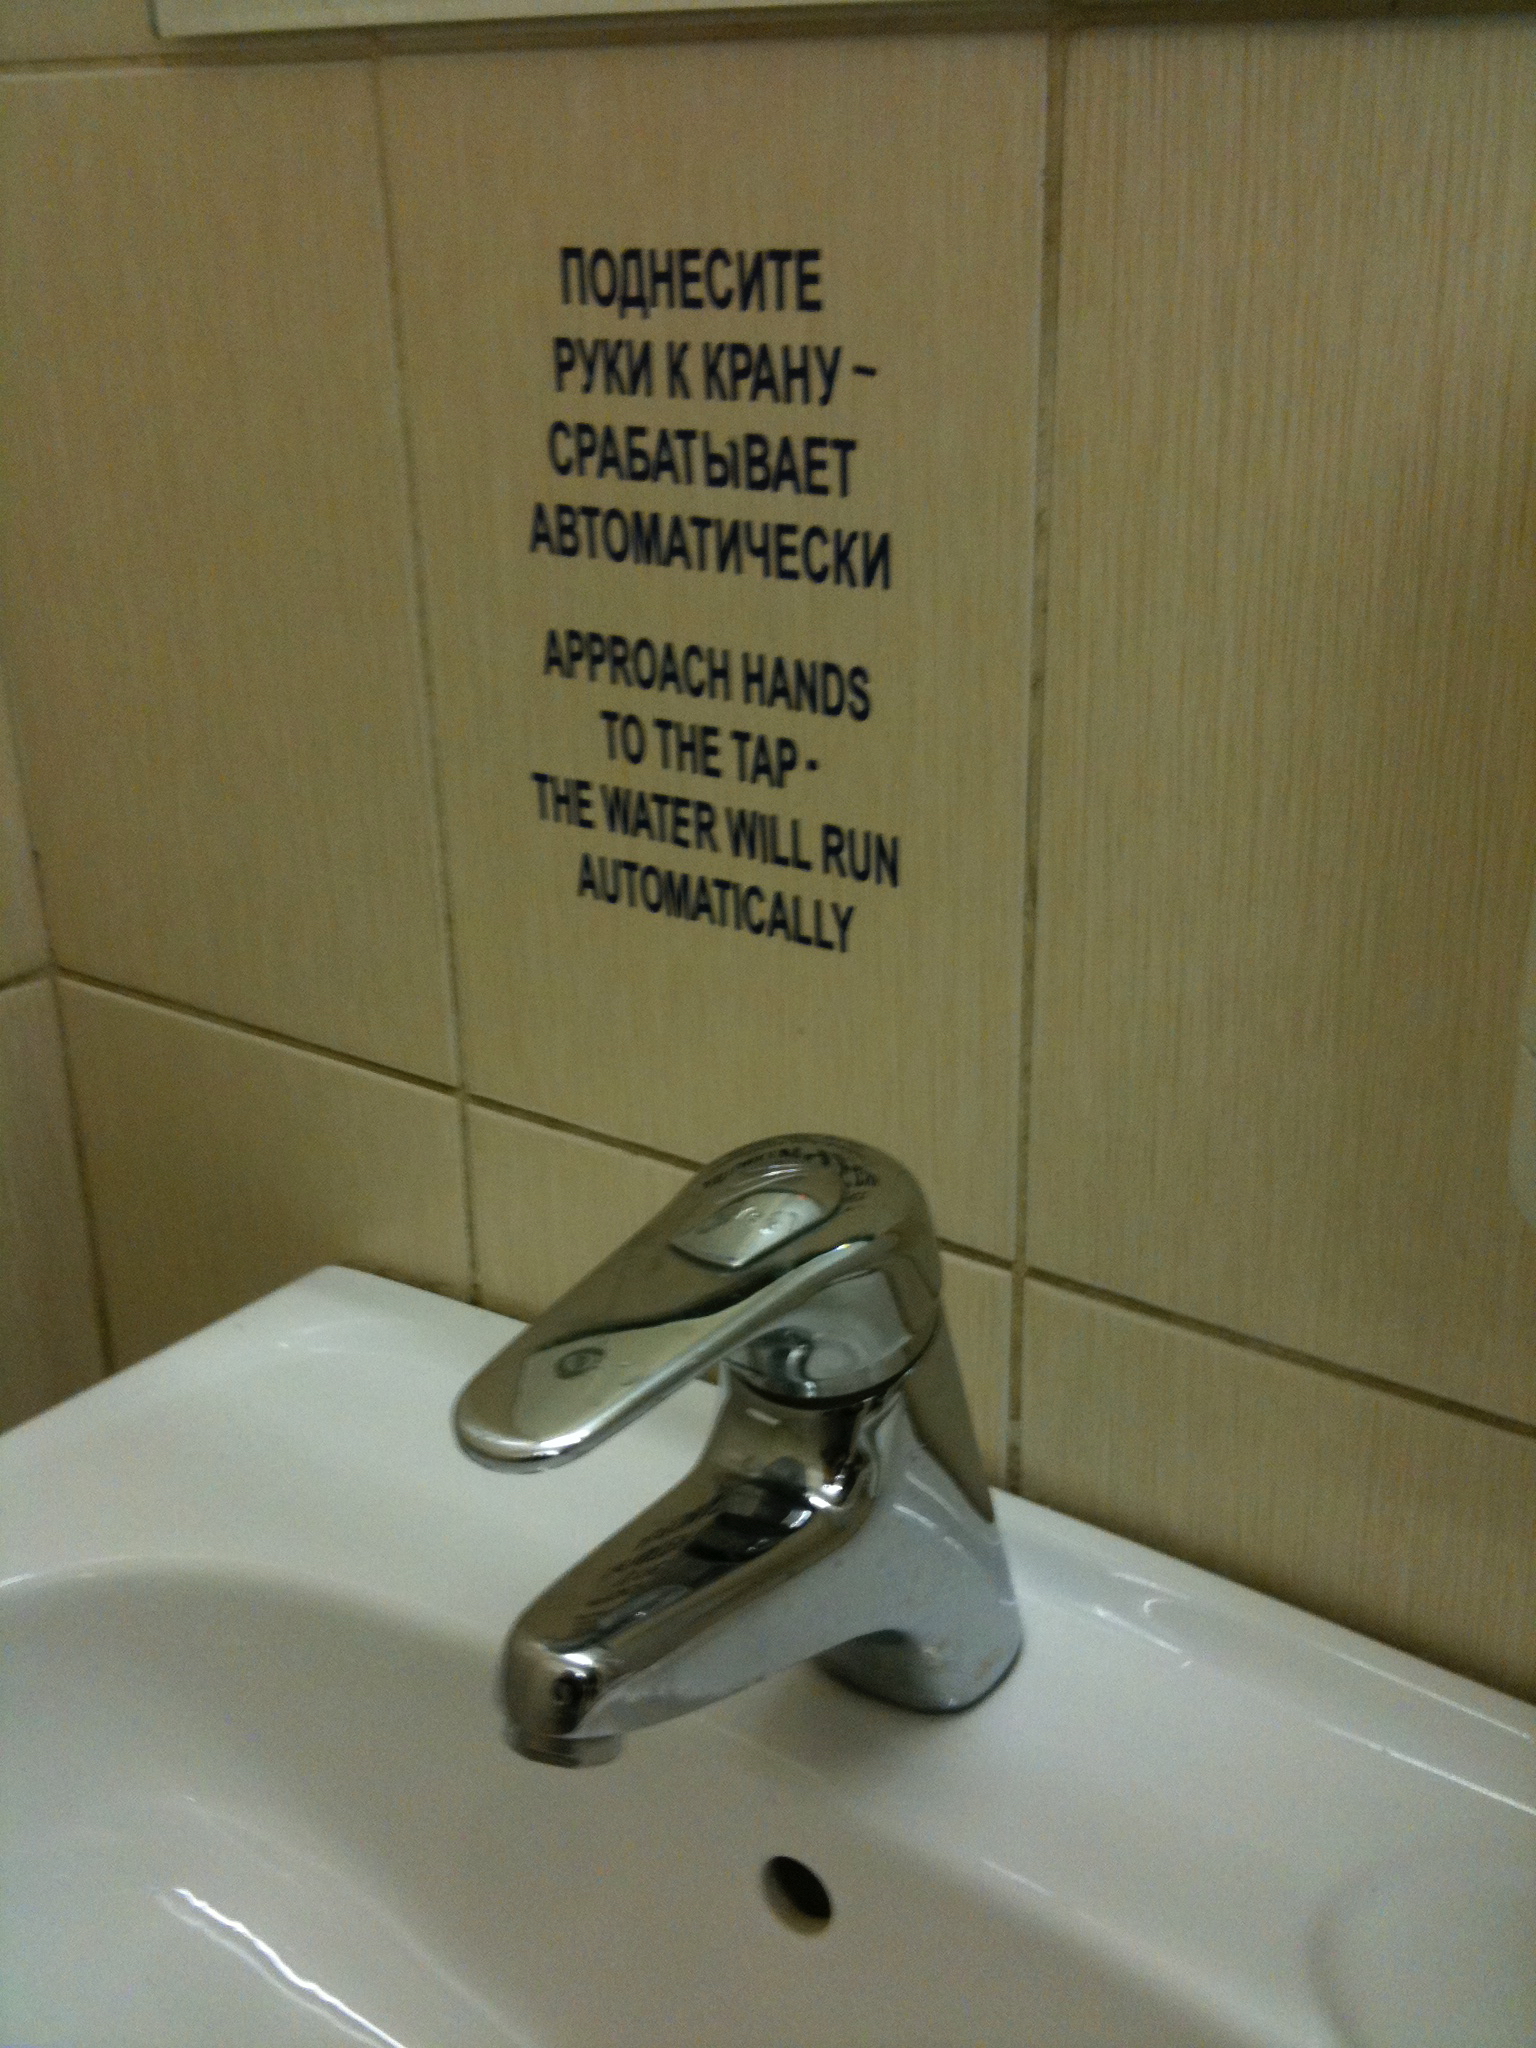 ПОДНЕСИТЕ
РУКИ К КРАНУ –
СРАБАТЫВАЕТ
АВТОМАТИЧЕСКИ
APPROACH HANDS
TO THE TAP -
THE WATER WILL RUN
AUTOMATICALLY